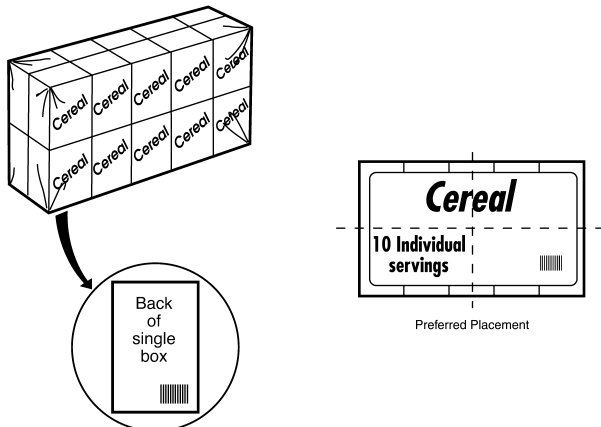 Cereal Cereal Cereal Cereal Cereal
Cereal Cereal Cereal Cereal Cereal
Back
of
single
box
Cereal
10 Individual
servings
Preferred Placement